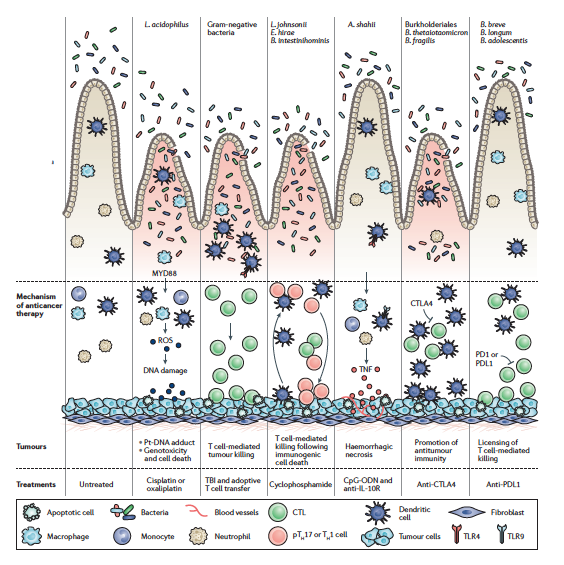 L. acidophilus
Gram-negative
bacteria
L. johnsonii
E. hirae
B. intestinihominis
A. shahii
Burkholderiales
B. thetaiotaomicron
B. fragilis
B. breve
B. longum
B. adolescentis
MYD88
Mechanism
of anticancer
therapy
ROS
DNA damage
TNF
CTLA4
PD1 or
PDL1
Tumours
• Pt-DNA adduct
• Genotoxicity
and cell death
T cell-mediated
tumour killing
T cell-mediated
killing following
immunogenic
cell death
Haemorrhagic
necrosis
Promotion of
antitumour
immunity
Licensing of
T cell-mediated
killing
Treatments
Untreated
Cisplatin or
oxaliplatin
TBI and adoptive
T cell transfer
Cyclophosphamide
CpG-ODN and
anti-IL-10R
Anti-CTLA4
Anti-PDL1
Apoptotic cell
Bacteria
Blood vessels
CTL
Dendritic
cell
Fibroblast
Macrophage
Monocyte
Neutrophil
pTH17 or TH1 cell
Tumour cells
TLR4
TLR9